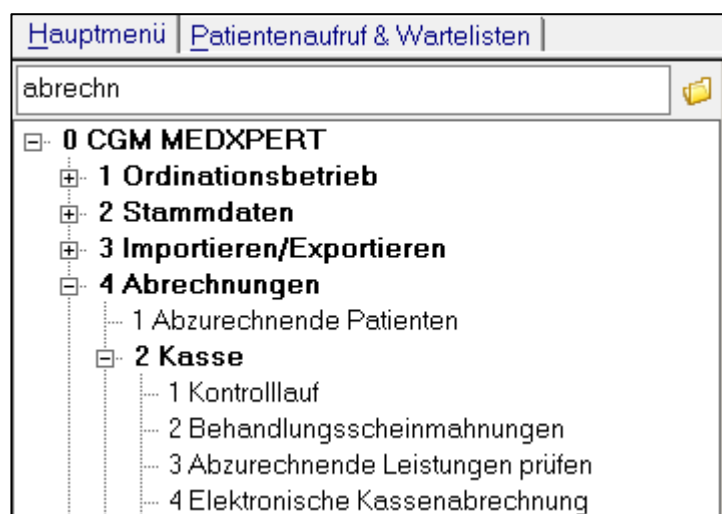 Hauptmenü Patientenaufruf & Wartelisten
abrechn
0 CGM MEDXPERT
1 Ordinationsbetrieb
2 Stammdaten
3 Importieren/Exportieren
4 Abrechnungen
1 Abzurechnende Patienten
2 Kasse
1 Kontrolllauf
2 Behandlungsscheinmahnungen
3 Abzurechnende Leistungen prüfen
4 Elektronische Kassenabrechnung